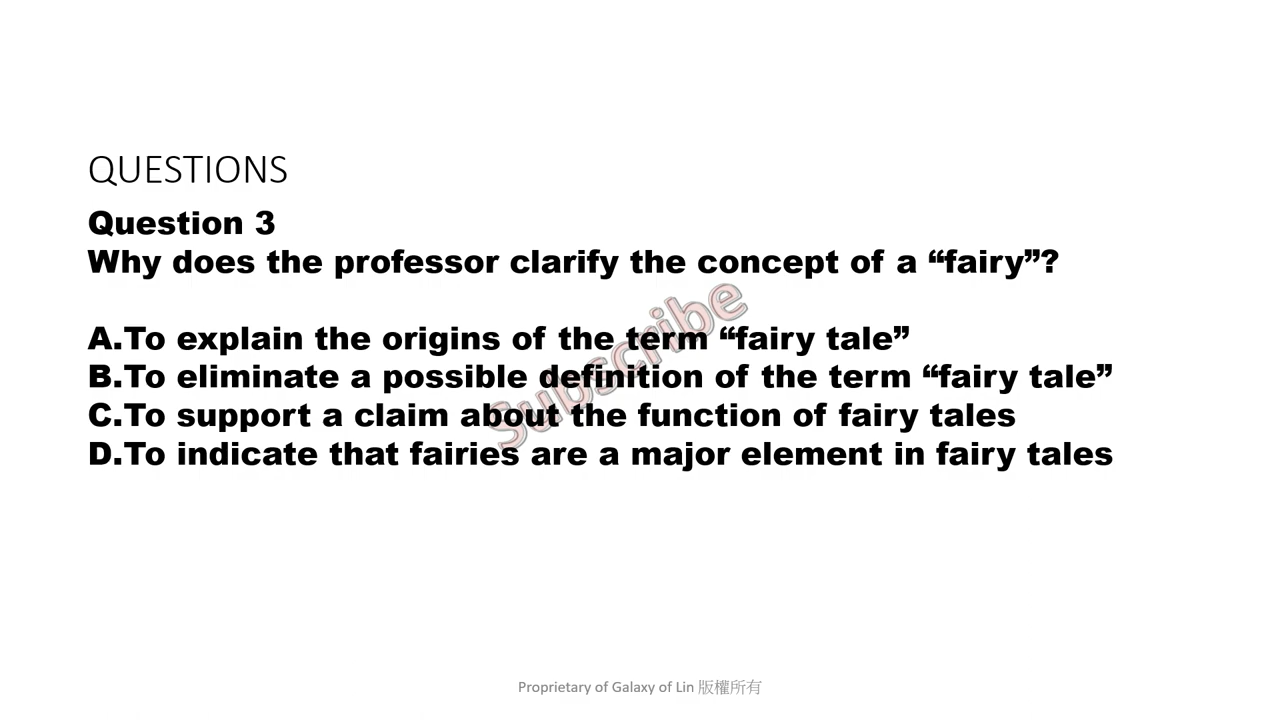 QUESTIONS
Question 3
Why does the professor clarify the concept of a “fairy”?
A.To explain the origins of the term “fairy tale”
B.To eliminate a possible definition of the term “fairy tale”
C.To support a claim about the function of fairy tales
D.To indicate that fairies are a major element in fairy tales
Subscribe
Proprietary of Galaxy of Lin 版權所有